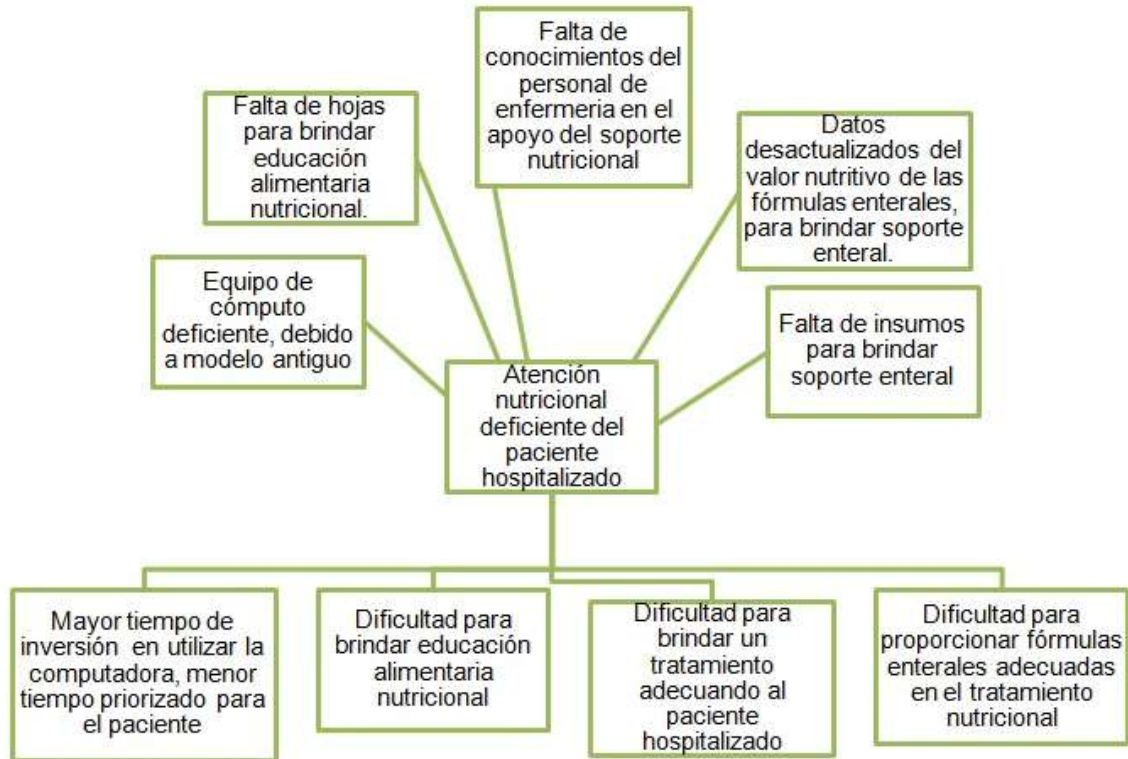 Falta de
conocimientos del
personal de
enfermeria en el
apoyo del soporte
nutricional
Falta de hojas
para brindar
educación
alimentaria
nutricional.
Datos
desactualizados del
valor nutritivo de las
fórmulas enterales,
para brindar soporte
enteral.
Equipo de
cómputo
deficiente, debido
a modelo antiguo
Falta de insumos
para brindar
soporte enteral
Atención
nutricional
deficiente del
paciente
hospitalizado
Mayor tiempo de
inversión en utilizar la
computadora, menor
tiempo priorizado para
el paciente
Dificultad para
brindar educación
alimentaria
nutricional
Dificultad para
brindar un
tratamiento
adecuando al
paciente
hospitalizado
Dificultad para
proporcionar fórmulas
enterales adecuadas
en el tratamiento
nutricional